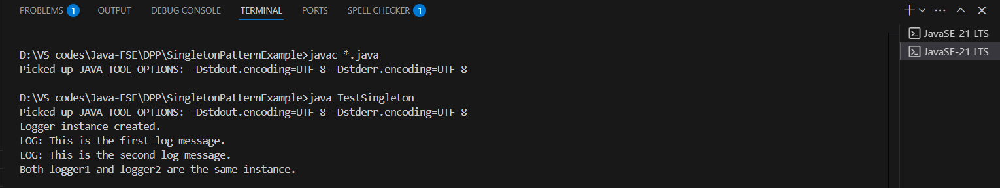 PROBLEMS 1 OUTPUT DEBUG CONSOLE TERMINAL PORTS SPELL CHECKER 1
JavaSE-21 LTS
JavaSE-21 LTS
D:\VS codes\Java-FSE\DPP\SingletonPatternExample>javac *.java
Picked up JAVA_TOOL_OPTIONS: -Dstdout.encoding=UTF-8 -Dstderr.encoding=UTF-8
D:\VS codes\Java-FSE\DPP\SingletonPatternExample>java TestSingleton
Picked up JAVA_TOOL_OPTIONS: -Dstdout.encoding=UTF-8 -Dstderr.encoding=UTF-8
Logger instance created.
LOG: This is the first log message.
LOG: This is the second log message.
Both logger1 and logger2 are the same instance.